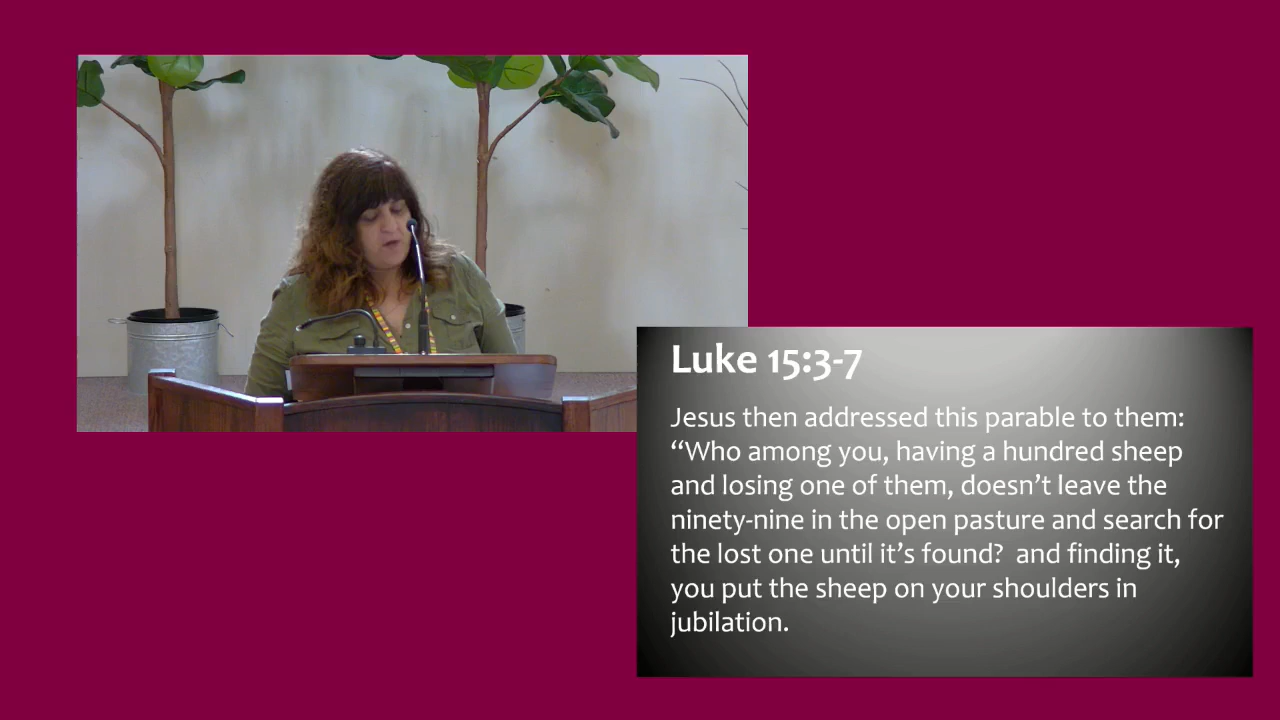 Luke 15:3-7
Jesus then addressed this parable to them:
“Who among you, having a hundred sheep
and losing one of them, doesn’t leave the
ninety-nine in the open pasture and search for
the lost one until it’s found?  and finding it,
you put the sheep on your shoulders in
jubilation.